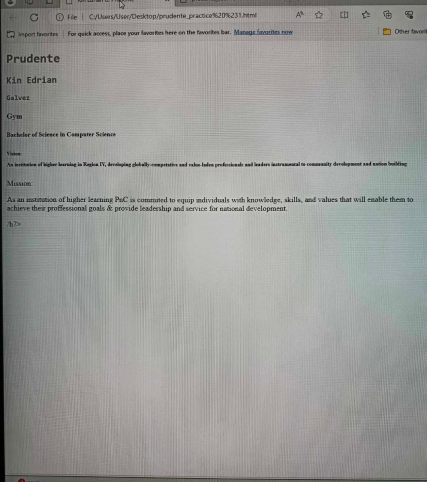 File | C:/Users/User/Desktop/prudente_practice%20%231.html
Import favorites | For quick access, place your favorites here on the favorites bar. Manage favorites now
Other favorit
Prudente
Kin Edrian
Galvez
Gym
Bachelor of Science in Computer Science
Vision:
An institution of higher learning in Region IV, developing globally-competative and value-laden professionals and leaders instrumental to community development and nation building
Mission:
As an institution of higher learning PnC is commited to equip individuals with knowledge, skills, and values that will enable them to
achieve their proffessional goals & provide leadership and service for national development.
/h7>